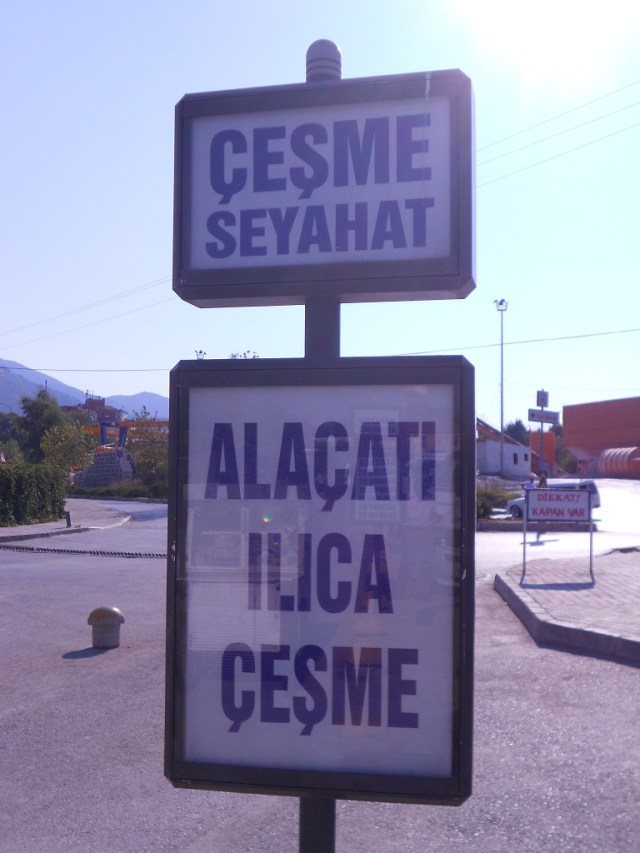 ÇEŞME
SEYAHAT
ALAÇATI
ILICA
ÇEŞME
DİKKAT!
KAPAN VAR